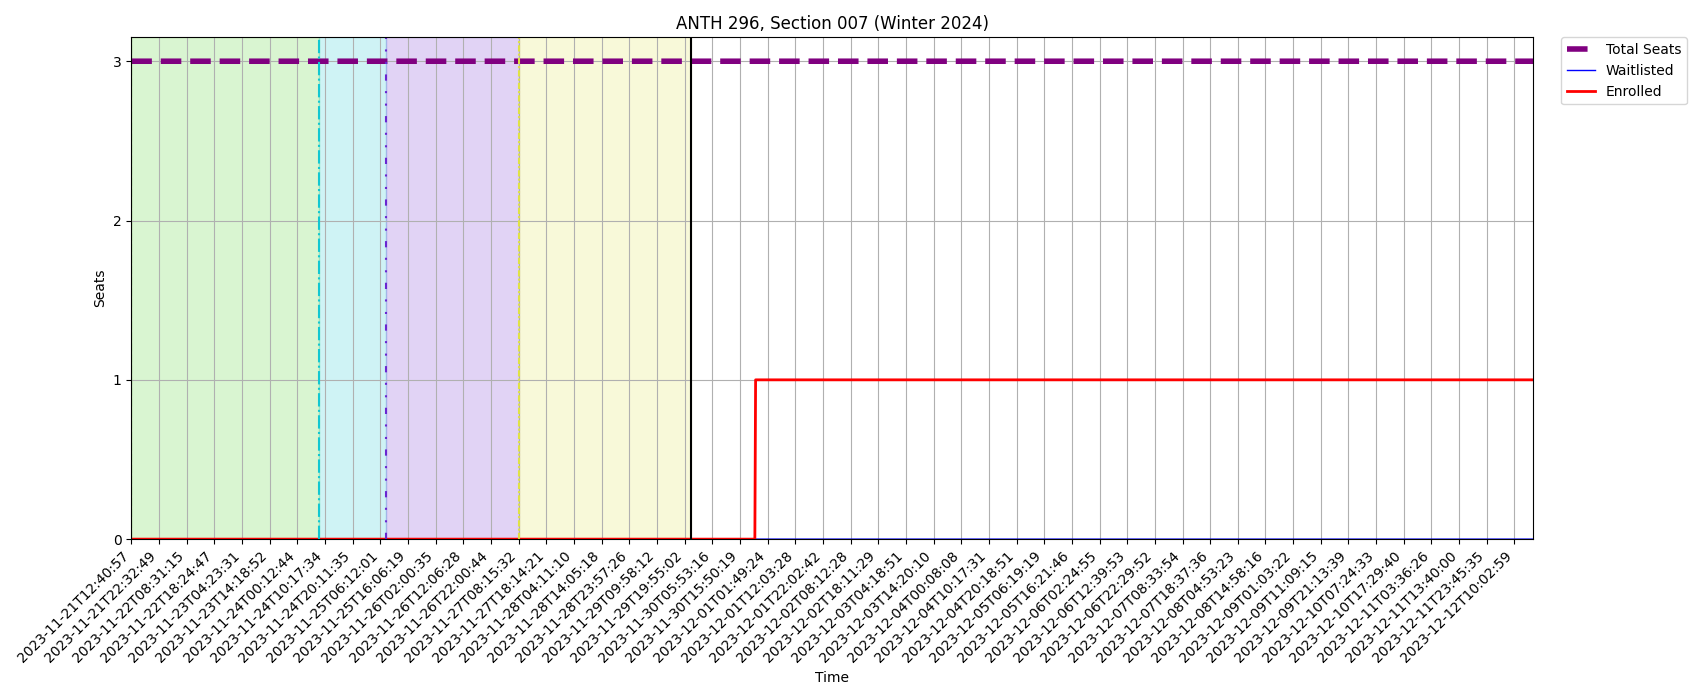 ANTH 296, Section 007 (Winter 2024)
Total Seats
Waitlisted
Enrolled
Seats
3
2
1
0
2023-11-21T12:40:57
2023-11-21T22:32:49
2023-11-22T08:31:15
2023-11-22T18:24:47
2023-11-23T04:23:31
2023-11-23T14:18:52
2023-11-24T00:12:44
2023-11-24T10:17:34
2023-11-24T20:11:35
2023-11-25T06:12:01
2023-11-25T16:06:19
2023-11-26T02:00:35
2023-11-26T12:06:28
2023-11-26T22:00:44
2023-11-27T08:15:32
2023-11-27T18:14:21
2023-11-28T04:11:10
2023-11-28T14:05:18
2023-11-28T23:57:26
2023-11-29T09:58:12
2023-11-29T19:55:02
2023-11-30T05:53:16
2023-11-30T15:50:19
2023-12-01T01:49:24
2023-12-01T12:03:28
2023-12-01T22:02:42
2023-12-02T08:12:28
2023-12-02T18:11:29
2023-12-03T04:18:51
2023-12-03T14:20:10
2023-12-04T00:08:08
2023-12-04T10:17:31
2023-12-04T20:18:51
2023-12-05T06:19:19
2023-12-05T16:21:46
2023-12-06T02:24:55
2023-12-06T12:39:53
2023-12-06T22:29:52
2023-12-07T08:33:54
2023-12-07T18:37:36
2023-12-08T04:53:23
2023-12-08T14:58:16
2023-12-09T01:03:22
2023-12-09T11:09:15
2023-12-09T21:13:39
2023-12-10T07:24:33
2023-12-10T17:29:40
2023-12-11T03:36:26
2023-12-11T13:40:00
2023-12-11T23:45:35
2023-12-12T10:02:59
Time